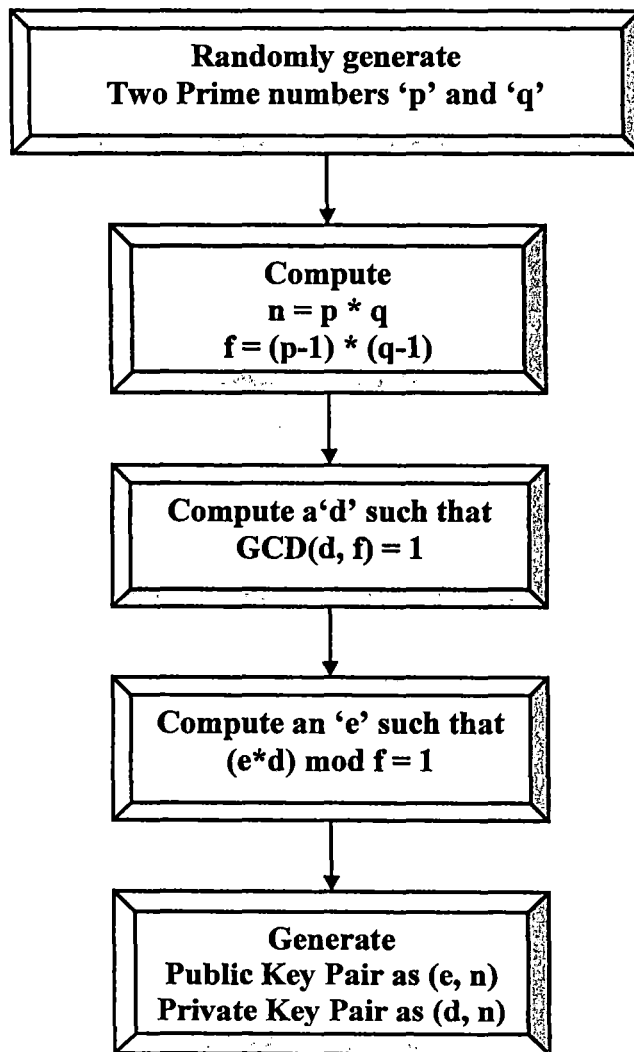 Randomly generate
Two Prime numbers ‘p’ and ‘q’
Compute
n = p * q
f = (p-1) * (q-1)
Compute a‘d’ such that
GCD(d, f) = 1
Compute an ‘e’ such that
(e*d) mod f = 1
Generate
Public Key Pair as (e, n)
Private Key Pair as (d, n)